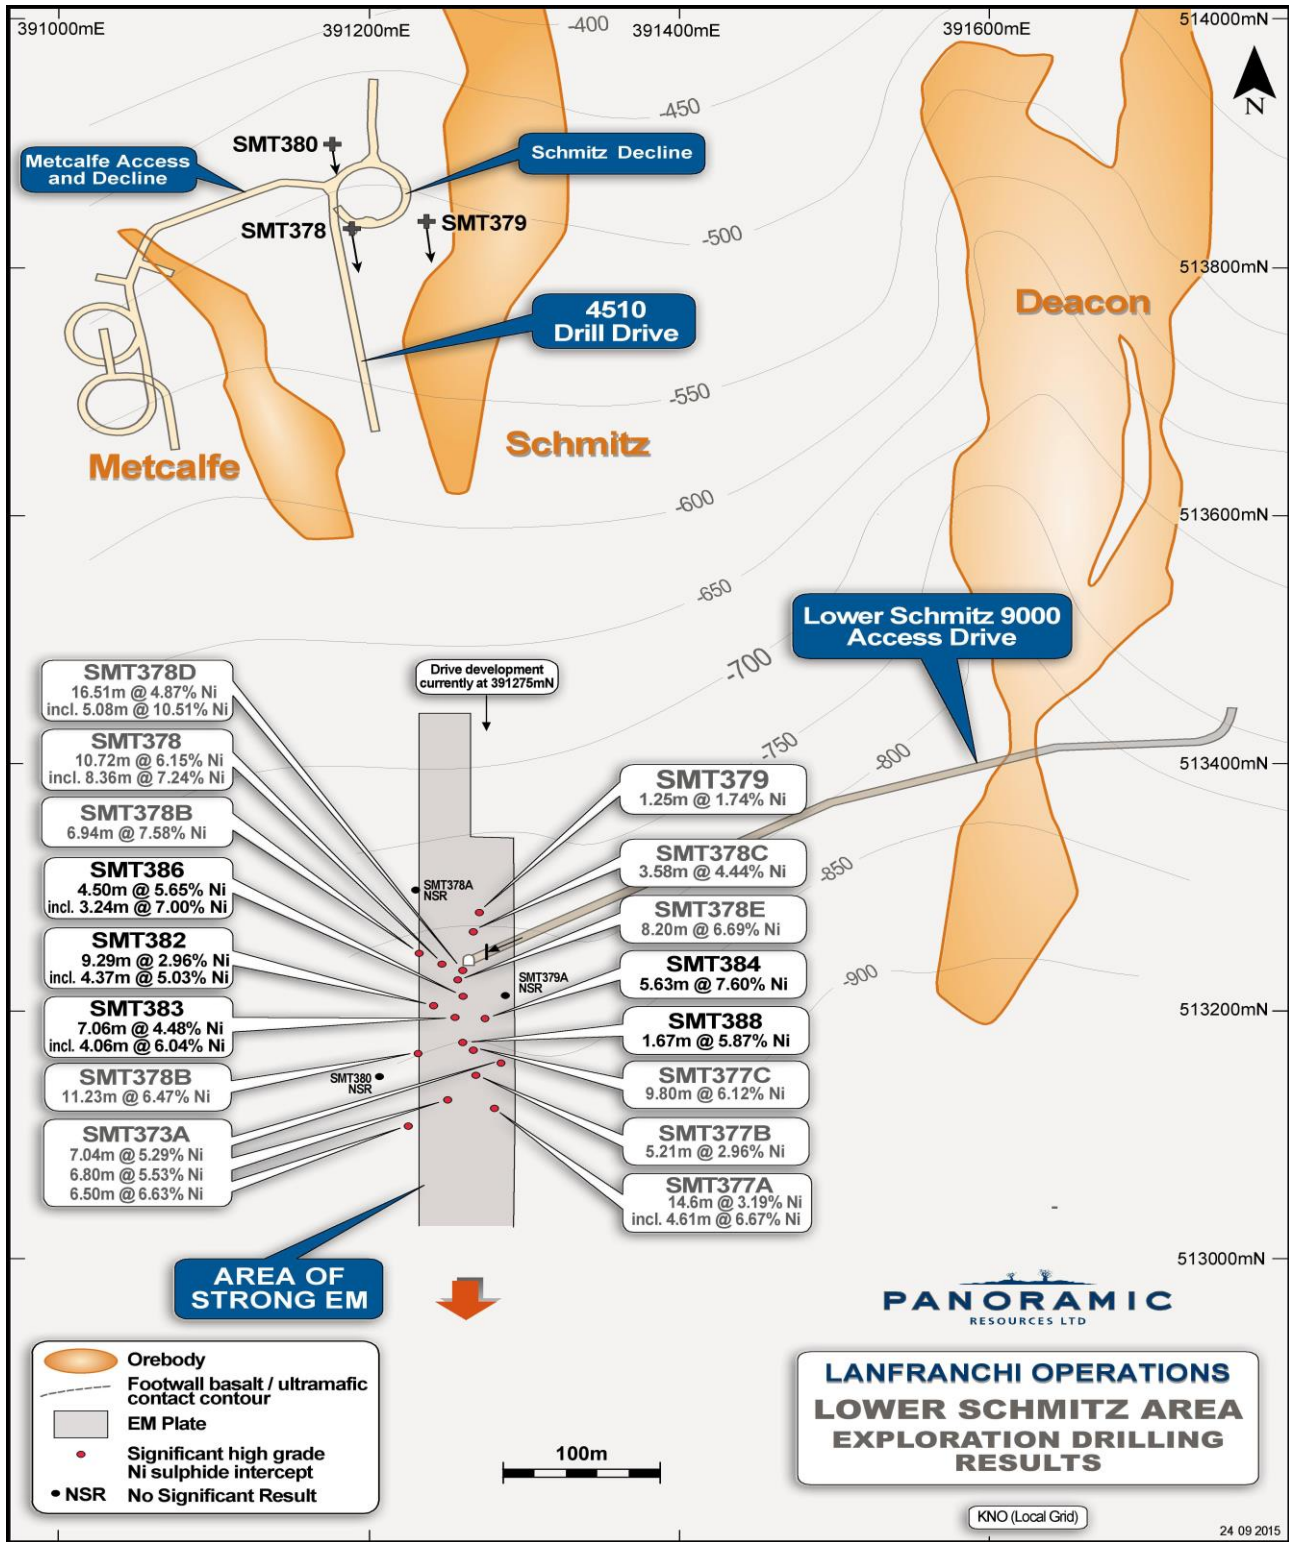 391000mE
391200mE
391400mE
391600mE
514000mN
-400
-450
N
SMT380
Metcalfe Access
and Decline
Schmitz Decline
SMT378
SMT379
-500
513800mN
Deacon
4510
Drill Drive
-550
Schmitz
Metcalfe
-600
513600mN
-650
Lower Schmitz 9000
Access Drive
-700
Drive development
currently at 391275mN
-750
-800
513400mN
-850
-900
513200mN
SMT378D
16.51m @ 4.87% Ni
incl. 5.08m @ 10.51% Ni
SMT378
10.72m @ 6.15% Ni
incl. 8.36m @ 7.24% Ni
SMT378B
6.94m @ 7.58% Ni
SMT386
4.50m @ 5.65% Ni
incl. 3.24m @ 7.00% Ni
SMT382
9.29m @ 2.96% Ni
incl. 4.37m @ 5.03% Ni
SMT383
7.06m @ 4.48% Ni
incl. 4.06m @ 6.04% Ni
SMT378B
11.23m @ 6.47% Ni
SMT373A
7.04m @ 5.29% Ni
6.80m @ 5.53% Ni
6.50m @ 6.63% Ni
SMT378A
NSR
SMT379A
NSR
SMT380
NSR
SMT379
1.25m @ 1.74% Ni
SMT378C
3.58m @ 4.44% Ni
SMT378E
8.20m @ 6.69% Ni
SMT384
5.63m @ 7.60% Ni
SMT388
1.67m @ 5.87% Ni
SMT377C
9.80m @ 6.12% Ni
SMT377B
5.21m @ 2.96% Ni
SMT377A
14.6m @ 3.19% Ni
incl. 4.61m @ 6.67% Ni
513000mN
AREA OF
STRONG EM
PANORAMIC
RESOURCES LTD
Orebody
Footwall basalt / ultramafic
contact contour
EM Plate
Significant high grade
Ni sulphide intercept
NSR No Significant Result
100m
LANFRANCHI OPERATIONS
LOWER SCHMITZ AREA
EXPLORATION DRILLING
RESULTS
KNO (Local Grid)
24 09 2015